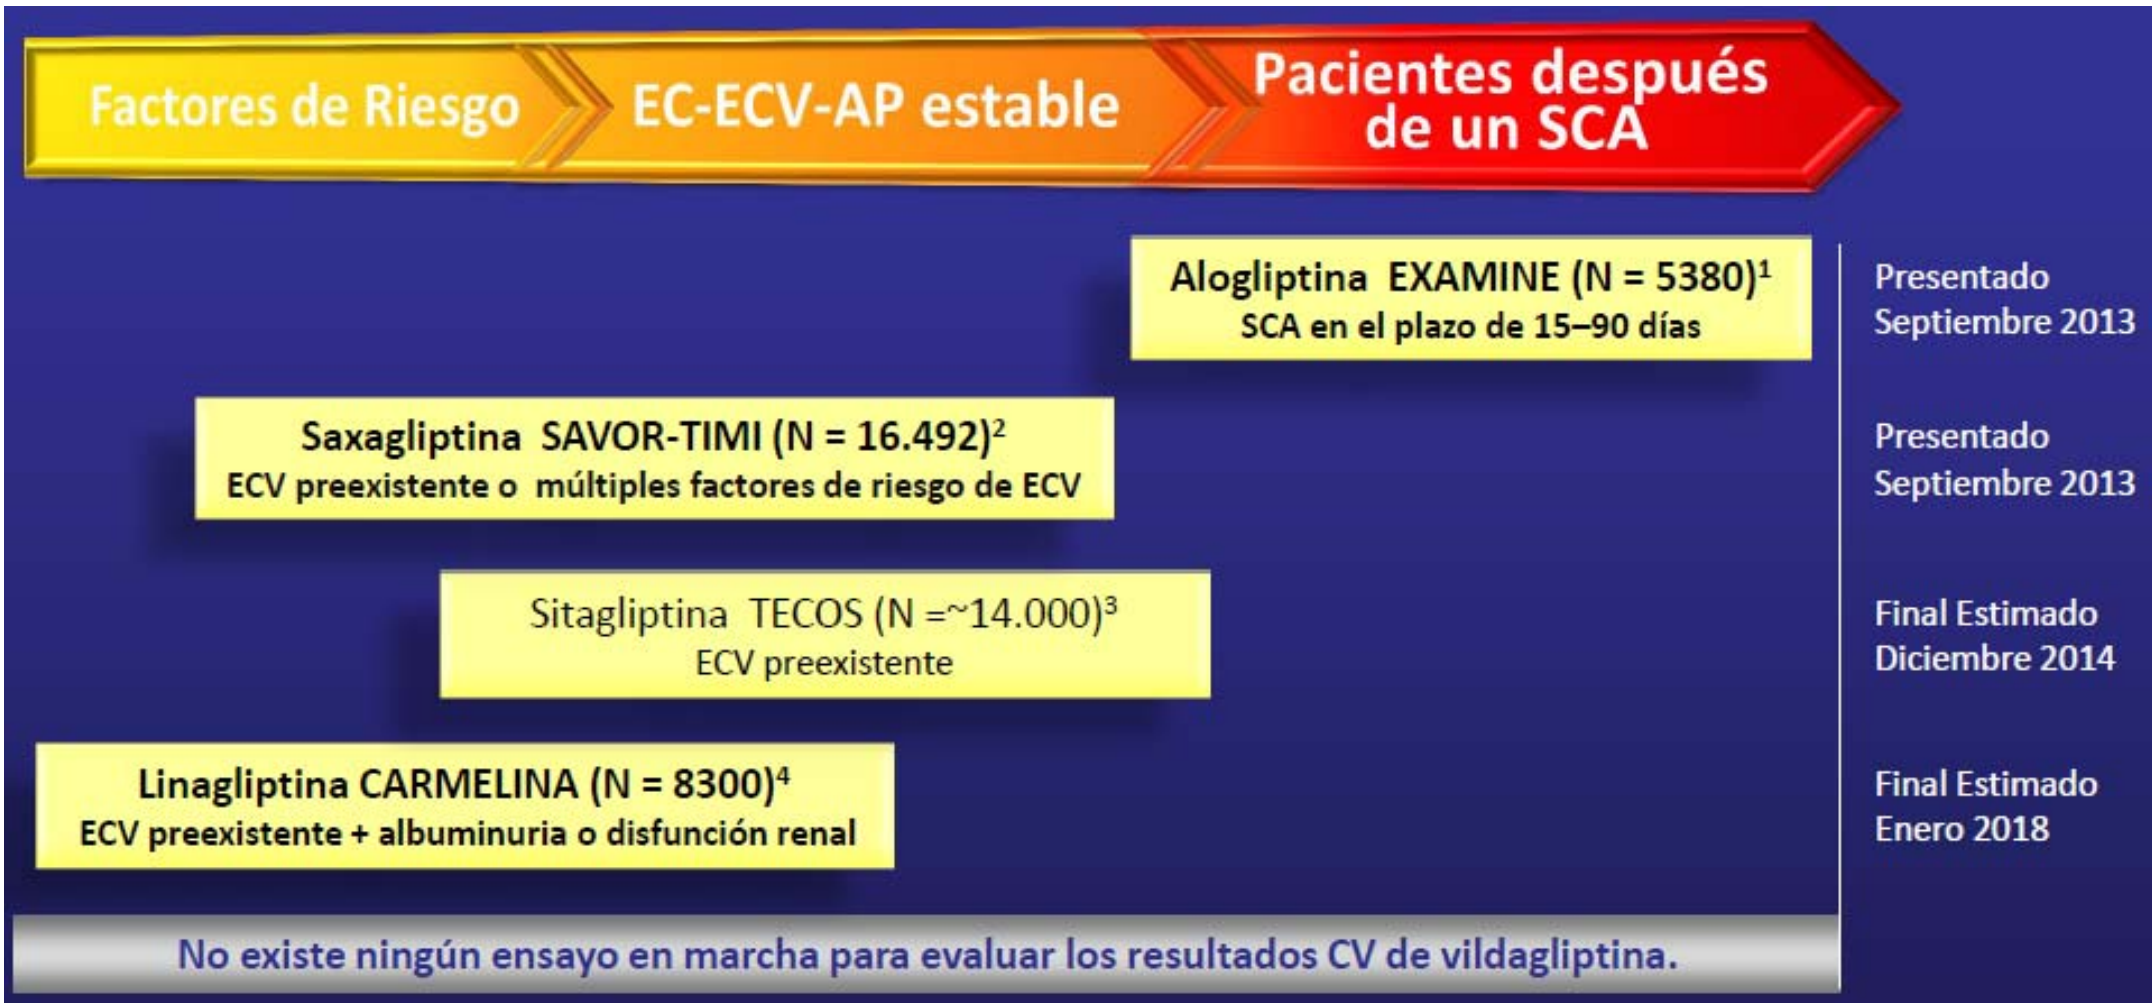 Factores de Riesgo
EC-ECV-AP estable
Pacientes después
de un SCA
Alogliptina EXAMINE (N = 5380)¹
SCA en el plazo de 15–90 días
Presentado
Septiembre 2013
Saxagliptina SAVOR-TIMI (N = 16.492)²
ECV preexistente o múltiples factores de riesgo de ECV
Presentado
Septiembre 2013
Sitagliptina TECOS (N =~14.000)³
ECV preexistente
Final Estimado
Diciembre 2014
Linagliptina CARMELINA (N = 8300)⁴
ECV preexistente + albuminuria o disfunción renal
Final Estimado
Enero 2018
No existe ningún ensayo en marcha para evaluar los resultados CV de vildagliptina.